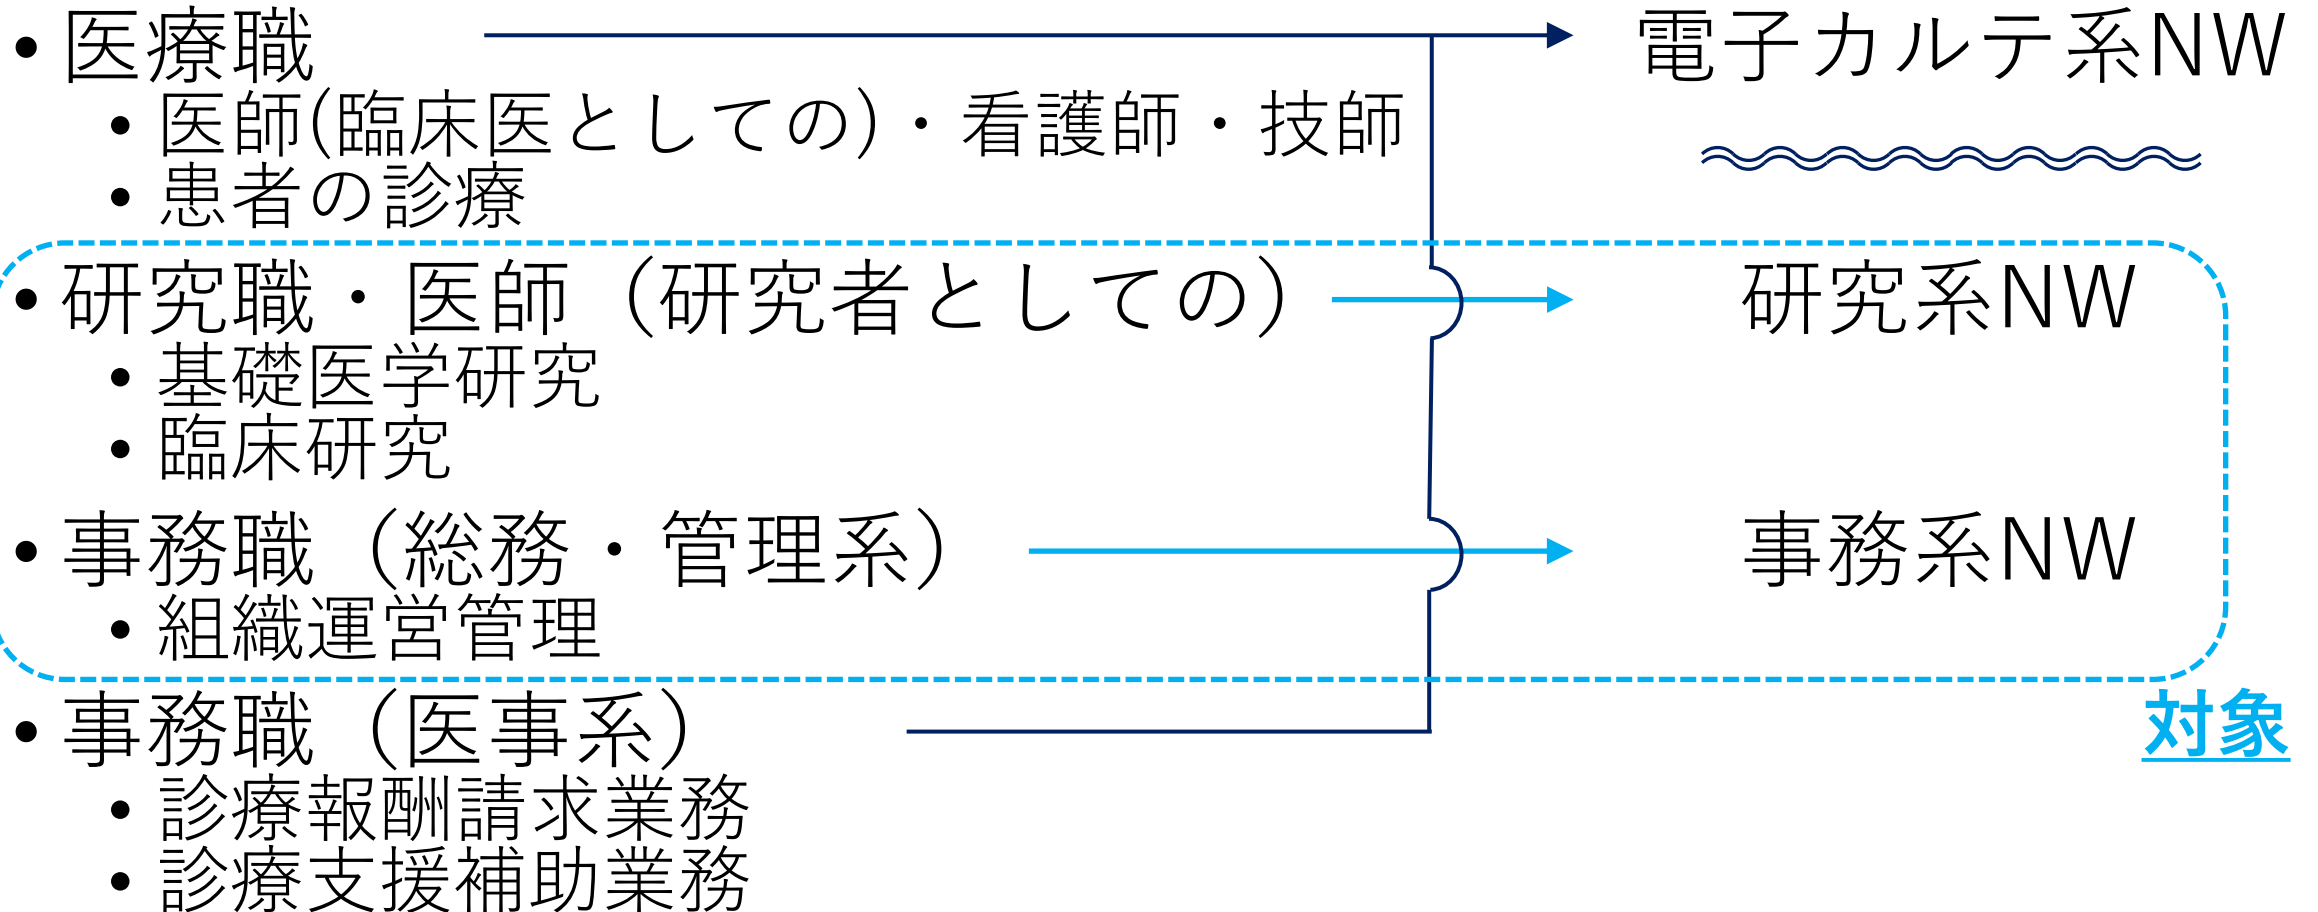 • 医療職 電子カルテ系NW
• 医師(臨床医としての)・看護師・技師
• 患者の診療
• 研究職・医師（研究者としての） 研究系NW
• 基礎医学研究
• 臨床研究
• 事務職（総務・管理系） 事務系NW
• 組織運営管理
• 事務職（医事系）
対象
• 診療報酬請求業務
• 診療支援補助業務